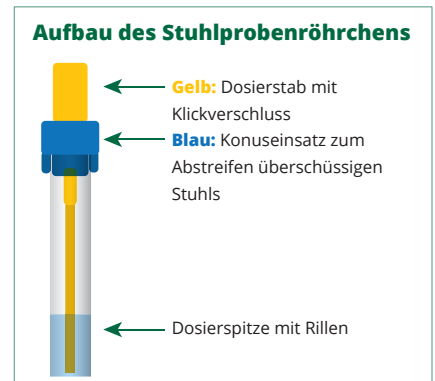 Aufbau des Stuhlprobenröhrchens
Gelb: Dosierstab mit
Klickverschluss
Blau: Konuseinsatz zum
Abstreifen überschüssigen
Stuhls
Dosierspitze mit Rillen